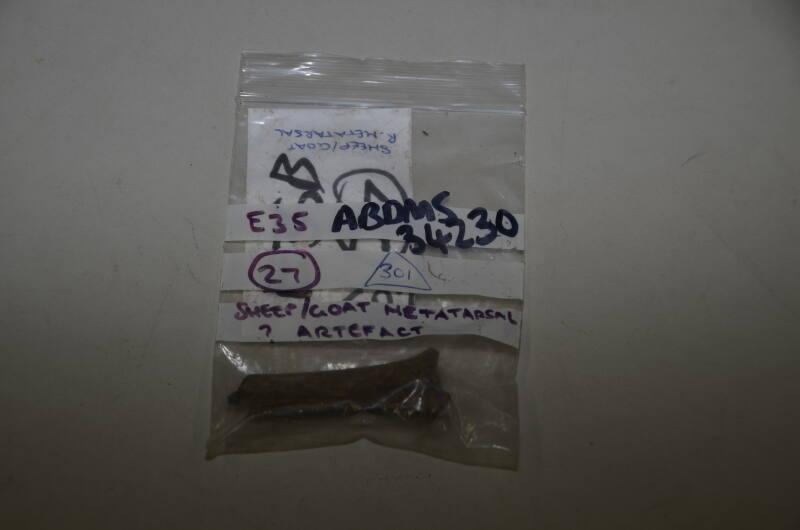 R. METATARSAL
SHEEP/GOAT
B
E35 ABDMS
34230
27 301
SHEEP/GOAT METATARSAL
? ARTEFACT